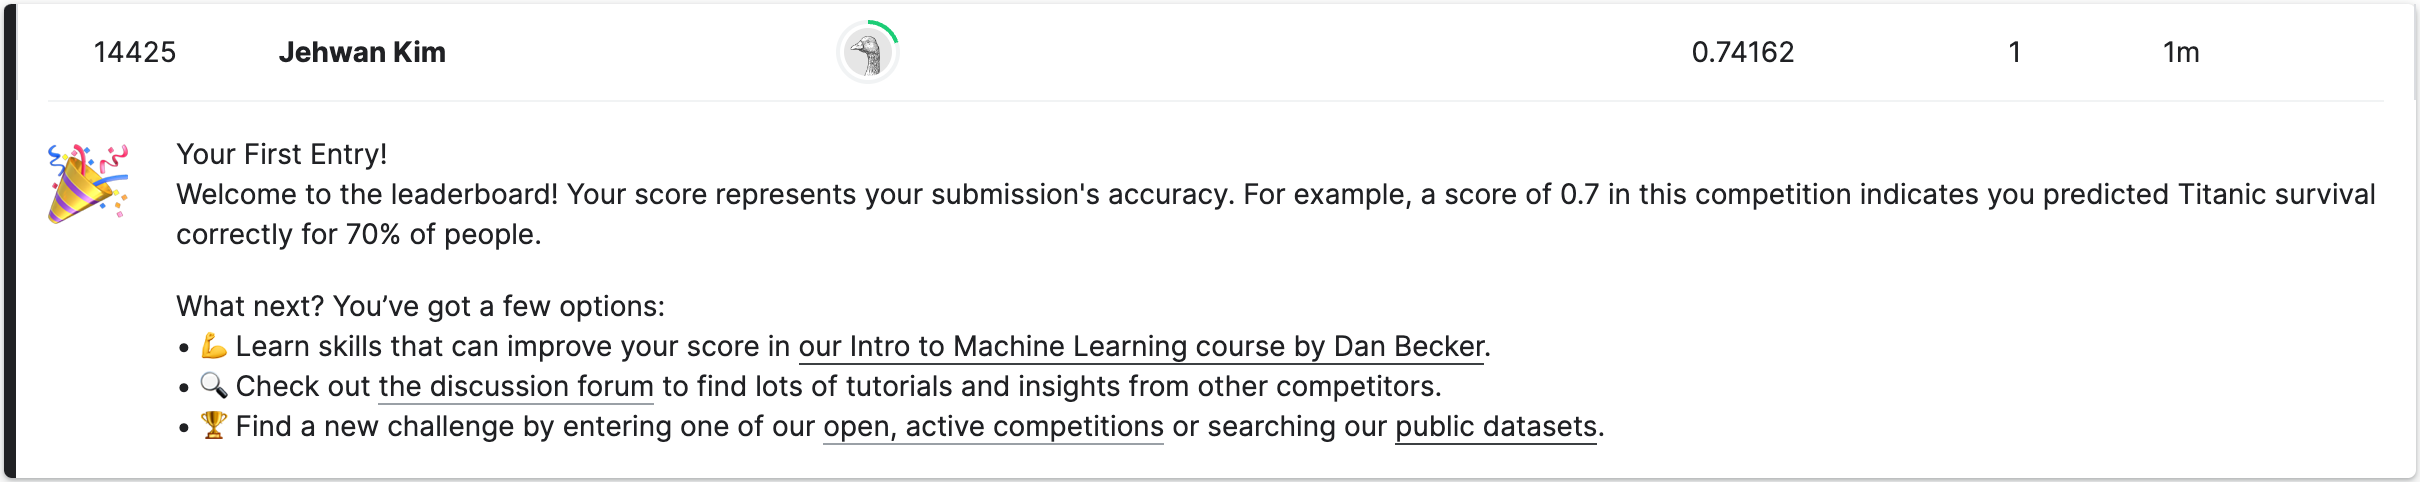 14425 Jehwan Kim 0.74162 1 1m
Your First Entry!
Welcome to the leaderboard! Your score represents your submission's accuracy. For example, a score of 0.7 in this competition indicates you predicted Titanic survival
correctly for 70% of people.
What next? You’ve got a few options:
• 💪 Learn skills that can improve your score in our Intro to Machine Learning course by Dan Becker.
• 🔍 Check out the discussion forum to find lots of tutorials and insights from other competitors.
• 🏆 Find a new challenge by entering one of our open, active competitions or searching our public datasets.